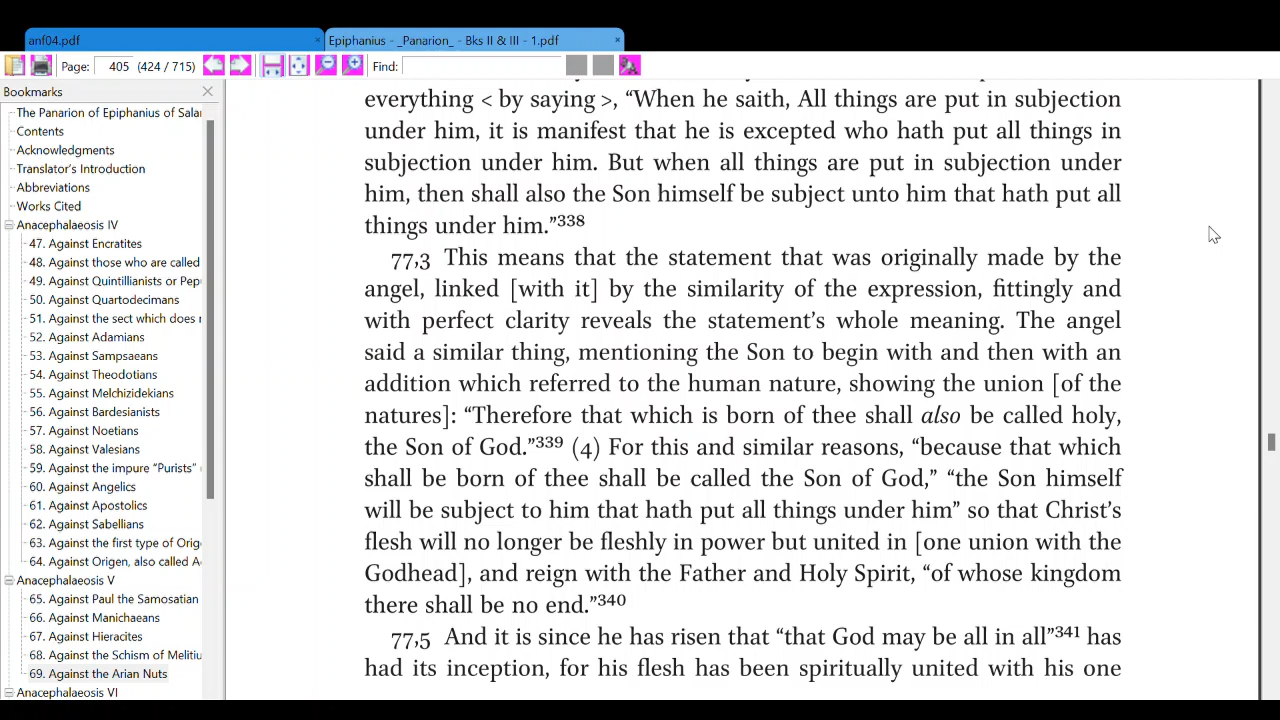 anf04.pdf
Epiphanius - _Panarion_ - Bks II & III - 1.pdf
Page: 405 (424 / 715) Find:
Bookmarks
The Panarion of Epiphanius of Salar
Contents
Acknowledgments
Translator's Introduction
Abbreviations
Works Cited
Anacephalaeosis IV
47. Against Encratites
48. Against those who are called
49. Against Quintillianists or Pep
50. Against Quartodecimans
51. Against the sect which does r
52. Against Adamians
53. Against Sampsaeans
54. Against Theodotians
55. Against Melchizidekians
56. Against Bardesianists
57. Against Noetians
58. Against Valesians
59. Against the impure “Purists” (
60. Against Angelics
61. Against Apostolics
62. Against Sabellians
63. Against the first type of Orig
64. Against Origen, also called A
Anacephalaeosis V
65. Against Paul the Samosatian
66. Against Manichaeans
67. Against Hieracites
68. Against the Schism of Melitiu
69. Against the Arian Nuts
Anacephalaeosis VI
everything < by saying >, “When he saith, All things are put in subjection
under him, it is manifest that he is excepted who hath put all things in
subjection under him. But when all things are put in subjection under
him, then shall also the Son himself be subject unto him that hath put all
things under him.”338
77,3 This means that the statement that was originally made by the
angel, linked [with it] by the similarity of the expression, fittingly and
with perfect clarity reveals the statement’s whole meaning. The angel
said a similar thing, mentioning the Son to begin with and then with an
addition which referred to the human nature, showing the union [of the
natures]: “Therefore that which is born of thee shall also be called holy,
the Son of God.”339 (4) For this and similar reasons, “because that which
shall be born of thee shall be called the Son of God,” “the Son himself
will be subject to him that hath put all things under him” so that Christ’s
flesh will no longer be fleshly in power but united in [one union with the
Godhead], and reign with the Father and Holy Spirit, “of whose kingdom
there shall be no end.”340
77,5 And it is since he has risen that “that God may be all in all”341 has
had its inception, for his flesh has been spiritually united with his one